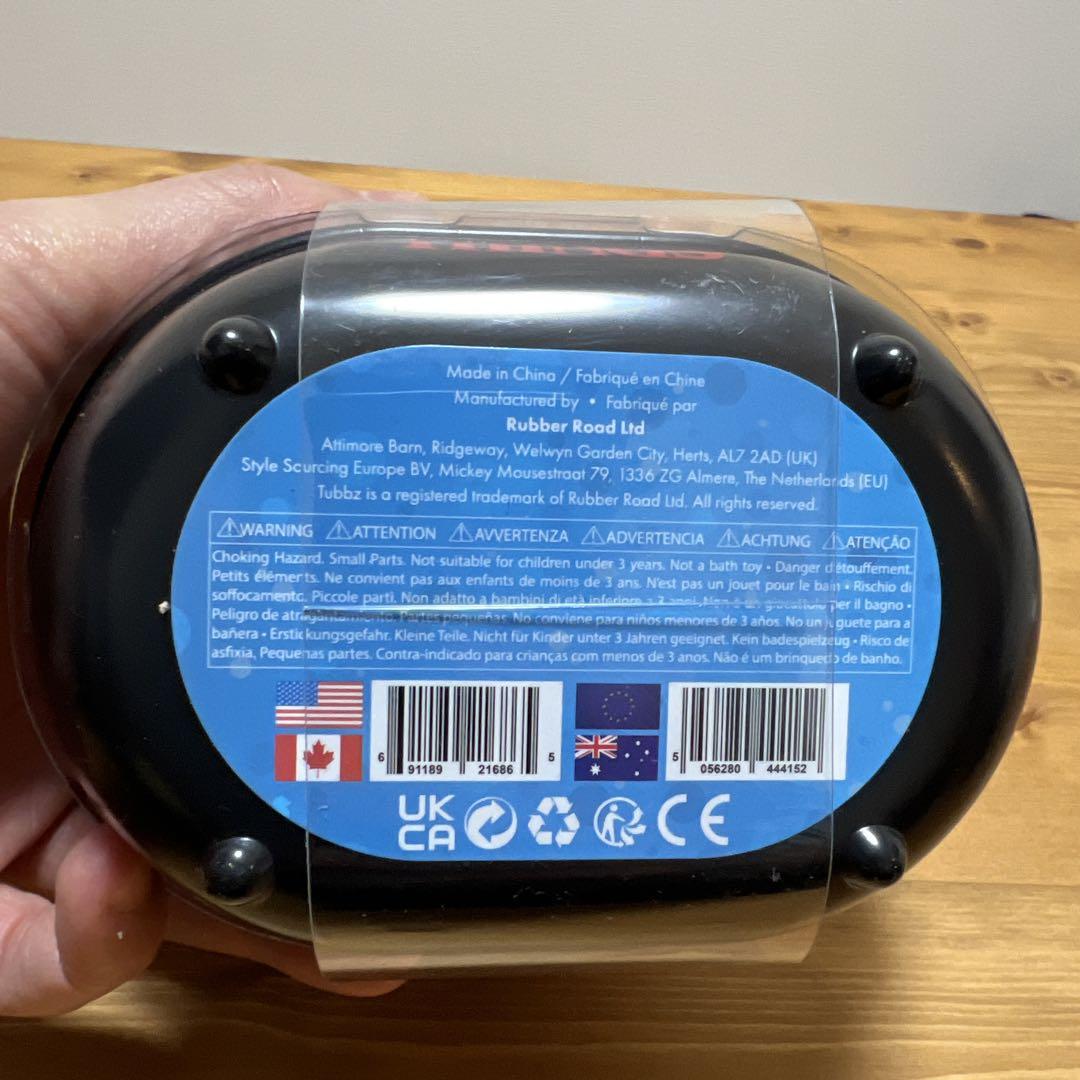 Made in China / Fabriqué en Chine
Manufactured by • Fabriqué par
Rubber Road Ltd
Attimore Barn, Ridgeway, Welwyn Garden City, Herts, AL7 2AD (UK)
Style Scurcing Europe BV, Mickey Mousestraat 79, 1336 ZG Almere, The Netherlands (EU)
Tubbz is a registered trademark of Rubber Road Ltd. All rights reserved.
WARNING ATTENTION AVVERTENZA ADVERTENCIA ACHTUNG ATENÇÃO
Choking Hazard. Small Parts. Not suitable for children under 3 years. Not a bath toy • Danger d'étouffement.
Petits éléments. Ne convient pas aux enfants de moins de 3 ans. N'est pas un jouet pour le bain • Rischio di
soffocamento. Piccole parti. Non adatto a bambini di età inferiore a 3 anni. Non è un giocattolo per il bagno •
Peligro de atragantamiento. Partes pequeñas. No conviene para niños menores de 3 años. No un juguete para a
bañera • Erstickungsgefahr. Kleine Teile. Nicht für Kinder unter 3 Jahren geeignet. Kein badespielzeug • Risco de
asfixia, Pequenas partes. Contra-indicado para crianças com menos de 3 anos. Não é um brinquedo de banho.
6 91189 21686 5
5 056280 444152
UK
CA
CE